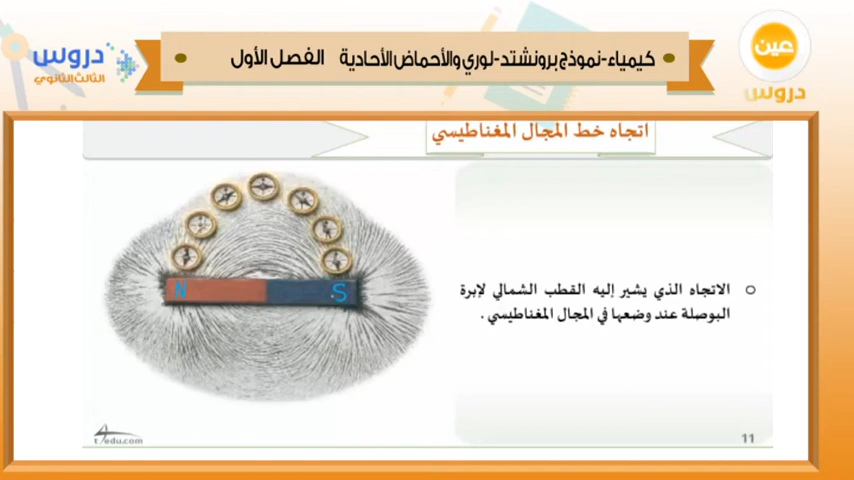 عين
دروس
كيمياء-نموذج برونشتد-لوري والأحماض الأحادية الفصل الأول
دروس
الثالث الثانوي
اتجاه خط المجال المغناطيسي
N
S
الاتجاه الذي يشير إليه القطب الشمالي لإبرة
البوصلة عند وضعها في المجال المغناطيسي .
t4edu.com
11